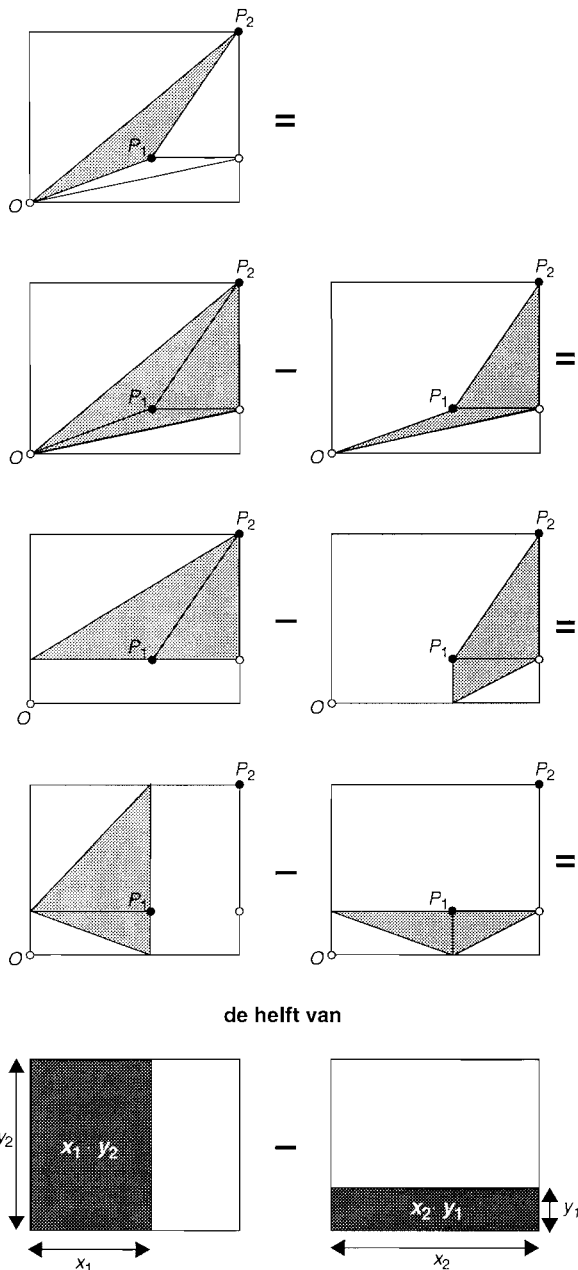 P2
P1
=
O
P2 P2
P1 − P1 =
O O
P2 P2
P1 − P1 =
O O
P2 P2
P1 − P1 =
O O
de helft van
y2 x1 y2 − x2 y1 y1
x1 x2